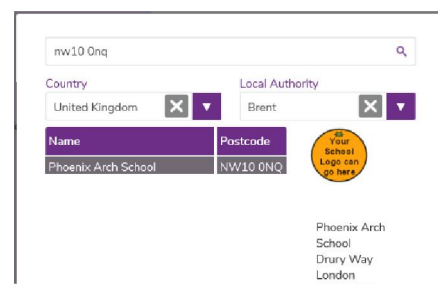 nw10 0nq
Country
Local Authority
United Kingdom
Brent
Name
Postcode
Phoenix Arch School
NW10 0NQ
Your
School
Logo can
go here
Phoenix Arch
School
Drury Way
London